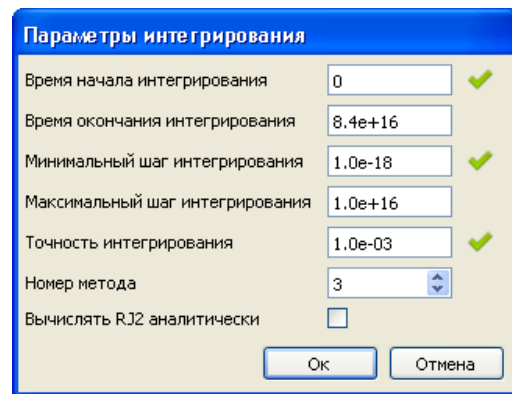 Параметры интегрирования
Время начала интегрирования 0
Время окончания интегрирования 8.4e+16
Минимальный шаг интегрирования 1.0e-18
Максимальный шаг интегрирования 1.0e+16
Точность интегрирования 1.0e-03
Номер метода 3
Вычислять RJ2 аналитически
Ок Отмена